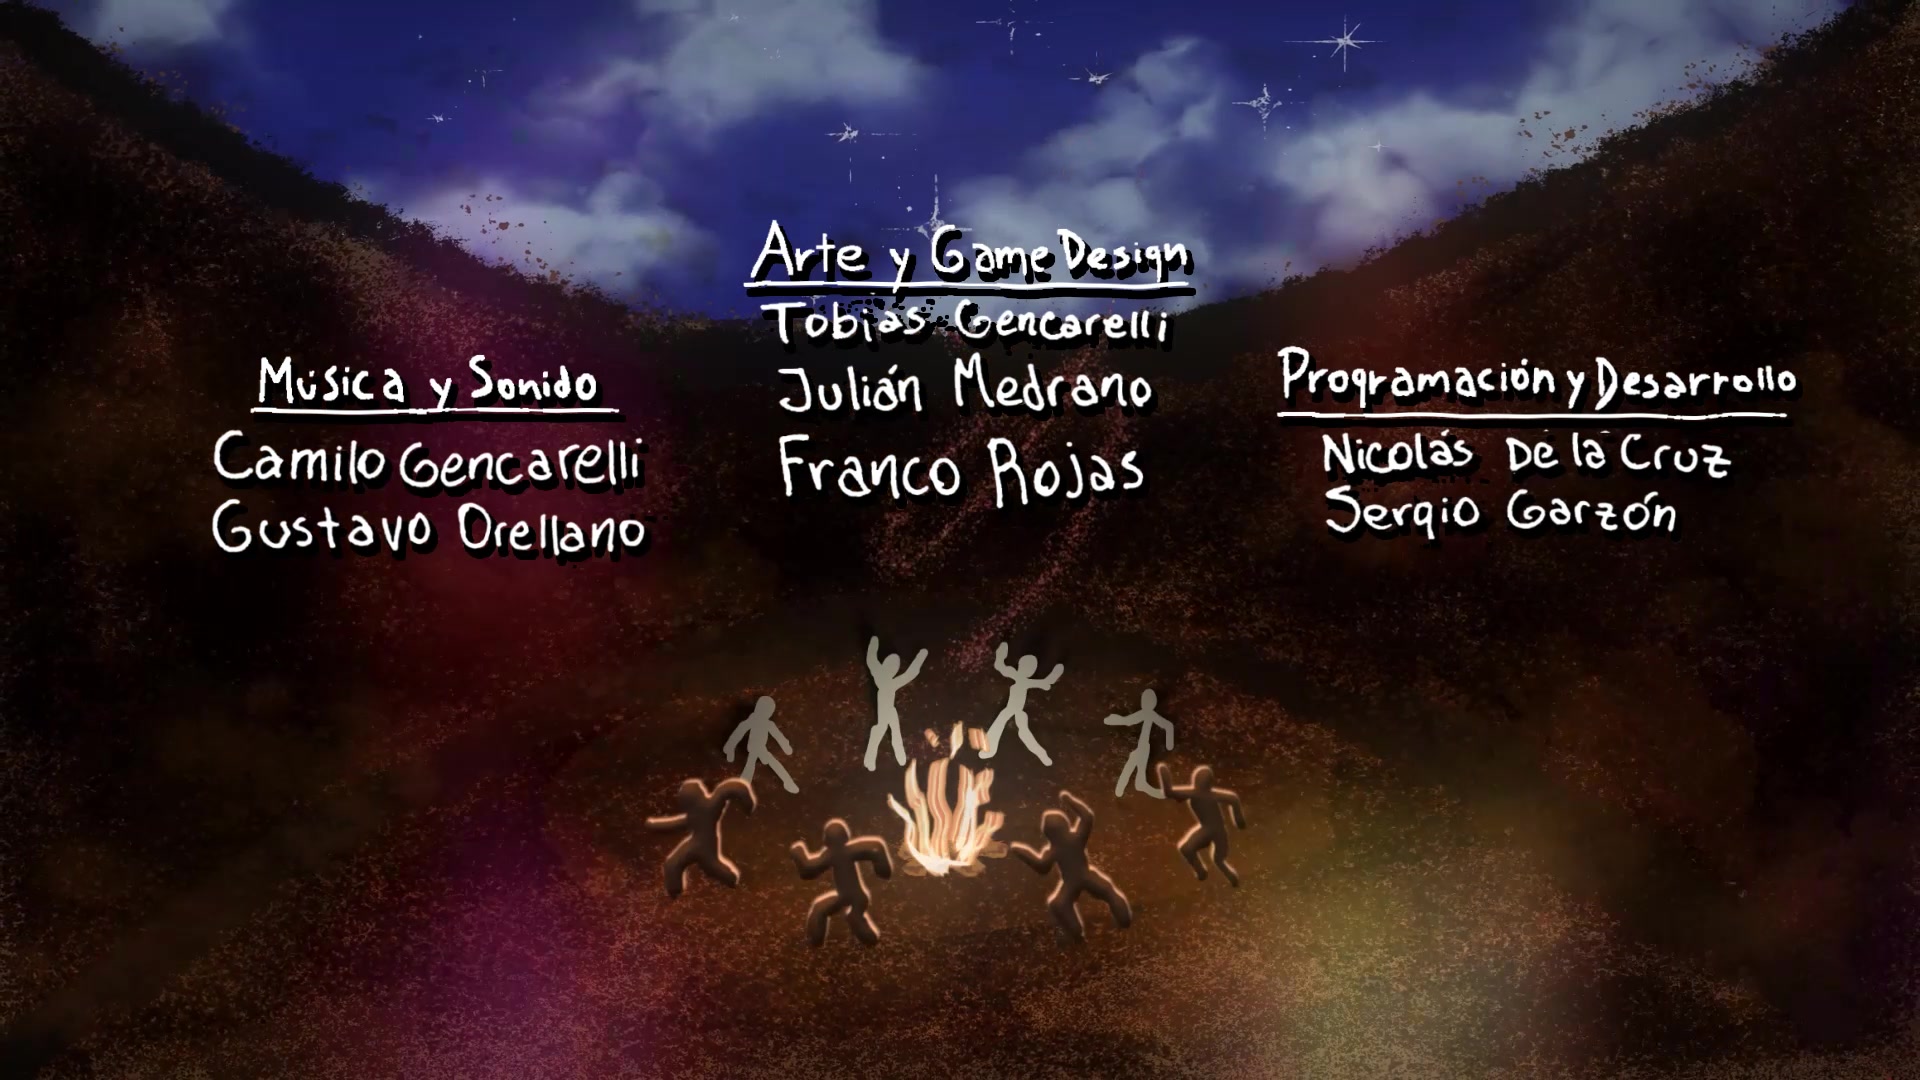 Música y Sonido
Camilo Gencarelli
Gustavo Orellano
Arte y Game Design
Tobias Gencarelli
Julián Medrano
Franco Rojas
Programación y Desarrollo
Nicolás De la Cruz
Sergio Garzón